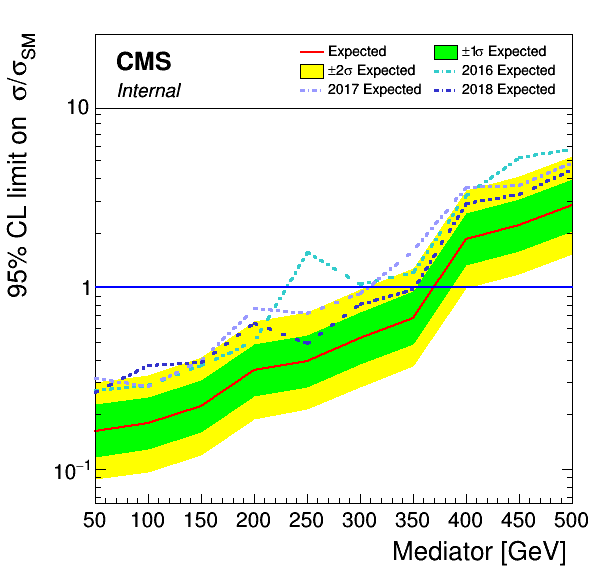 CMS
Internal
Expected
±1σ Expected
±2σ Expected
2016 Expected
2017 Expected
2018 Expected
95% CL limit on σ/σSM
10
1
10⁻¹
50 100 150 200 250 300 350 400 450 500
Mediator [GeV]